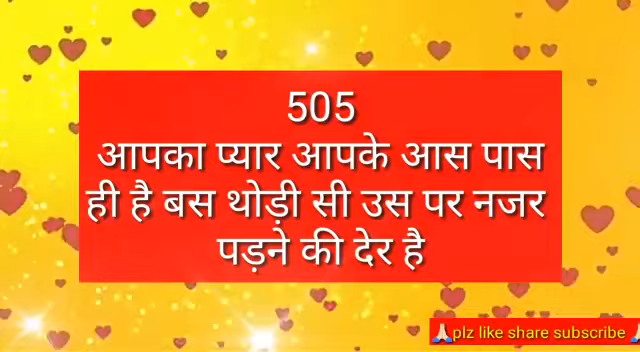 505
आपका प्यार आपके आस पास
ही है बस थोड़ी सी उस पर नजर
पड़ने की देर है
🙏plz like share subscribe🙏